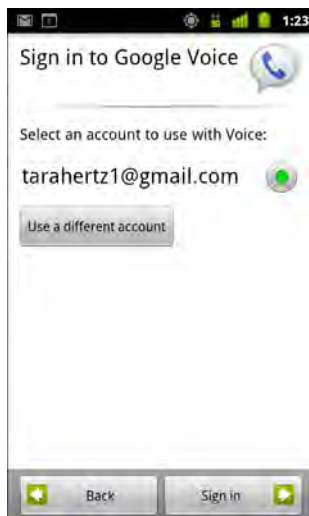 1:23
Sign in to Google Voice
Select an account to use with Voice:
tarahertz1@gmail.com
Use a different account
Back
Sign in